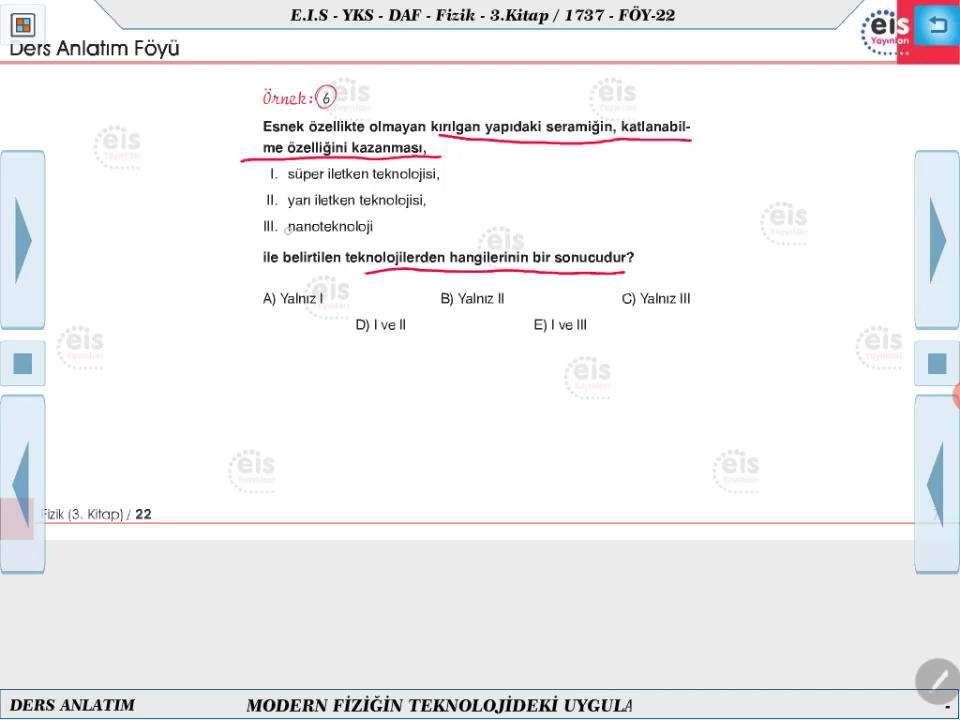 E.I.S - YKS - DAF - Fizik - 3.Kitap / 1737 - FÖY-22
eis
Yayınları
Ders Anlatım Föyü
Örnek: 6
Esnek özellikte olmayan kırılgan yapıdaki seramiğin, katlanabil-
me özelliğini kazanması,
I. süper iletken teknolojisi,
II. yarı iletken teknolojisi,
III. nanoteknoloji
ile belirtilen teknolojilerden hangilerinin bir sonucudur?
A) Yalnız I B) Yalnız II C) Yalnız III
D) I ve II E) I ve III
Fizik (3. Kitap) / 22
7
DERS ANLATIM MODERN FİZİĞİN TEKNOLOJİDEKİ UYGULA -